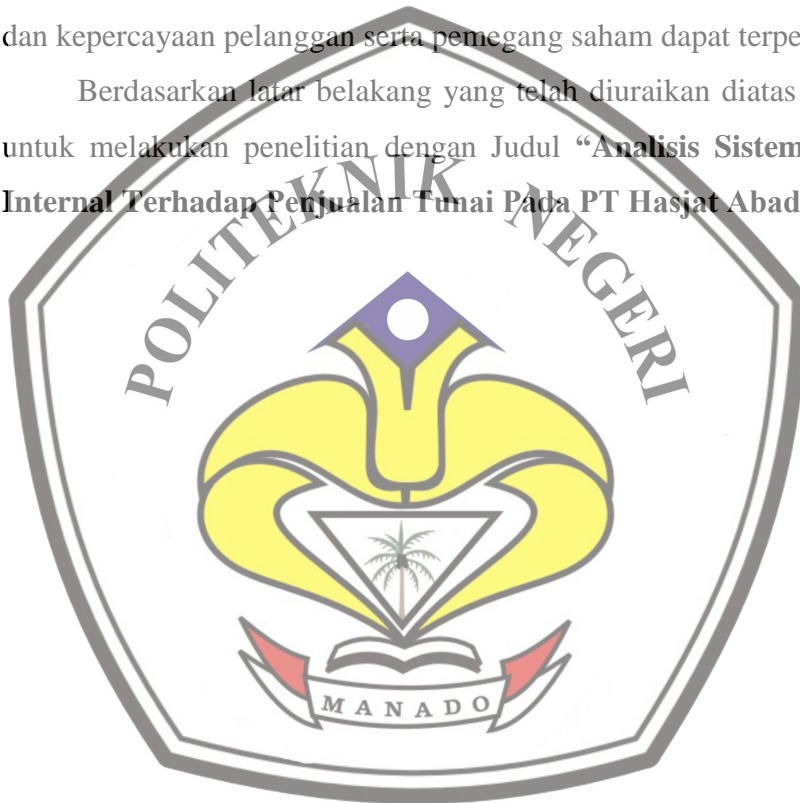 dan kepercayaan pelanggan serta pemegang saham dapat terpe
Berdasarkan latar belakang yang telah diuraikan diatas
untuk melakukan penelitian dengan Judul “Analisis Sistem
Internal Terhadap Penjualan Tunai Pada PT Hasjat Abad
POLITEKNIK NEGERI
MANADO